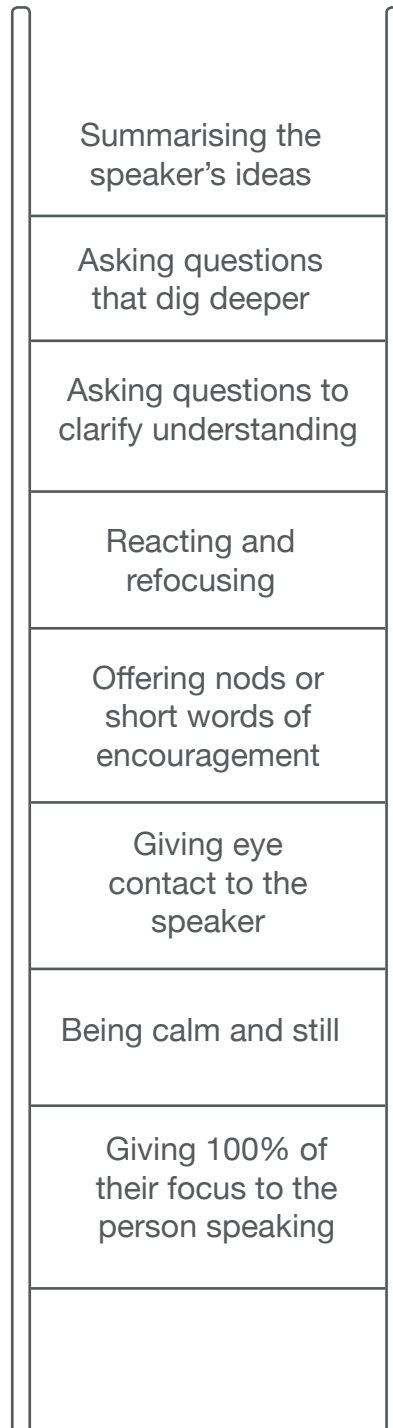 Summarising the
speaker’s ideas
Asking questions
that dig deeper
Asking questions to
clarify understanding
Reacting and
refocusing
Offering nods or
short words of
encouragement
Giving eye
contact to the
speaker
Being calm and still
Giving 100% of
their focus to the
person speaking